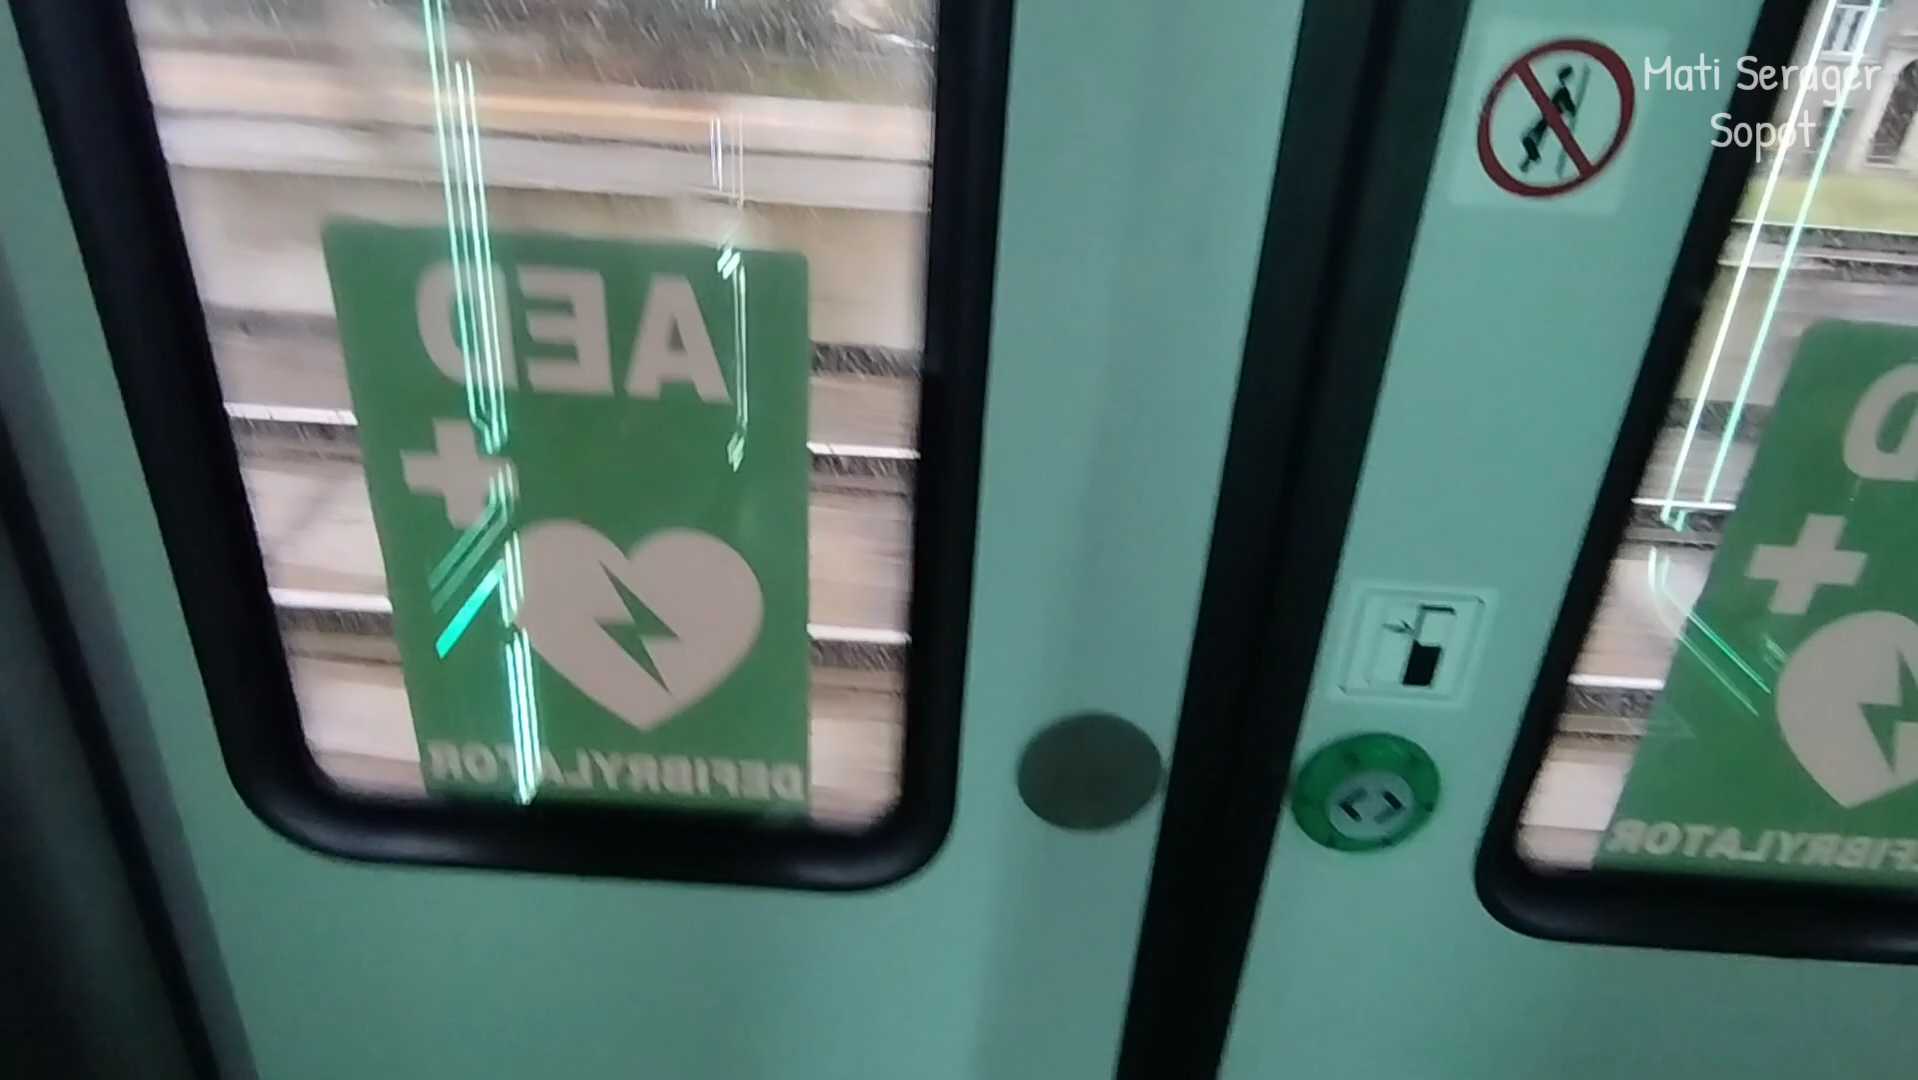 Mati Serager
Sopot
AED
DEFIBRYLATOR
D
FIBRYLATOR